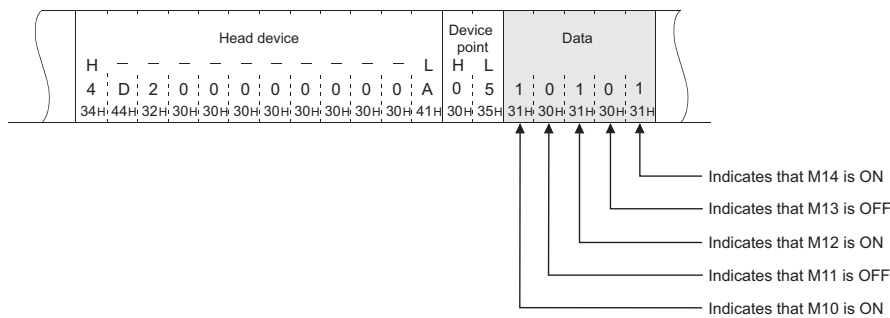 Head device
Device point
Data
H – – – – – – – – – – L
H L
4 D 2 0 0 0 0 0 0 0 0 A
0 5
1 0 1 0 1
34H 44H 32H 30H 30H 30H 30H 30H 30H 30H 30H 41H
30H 35H
31H 30H 31H 30H 31H
Indicates that M14 is ON
Indicates that M13 is OFF
Indicates that M12 is ON
Indicates that M11 is OFF
Indicates that M10 is ON